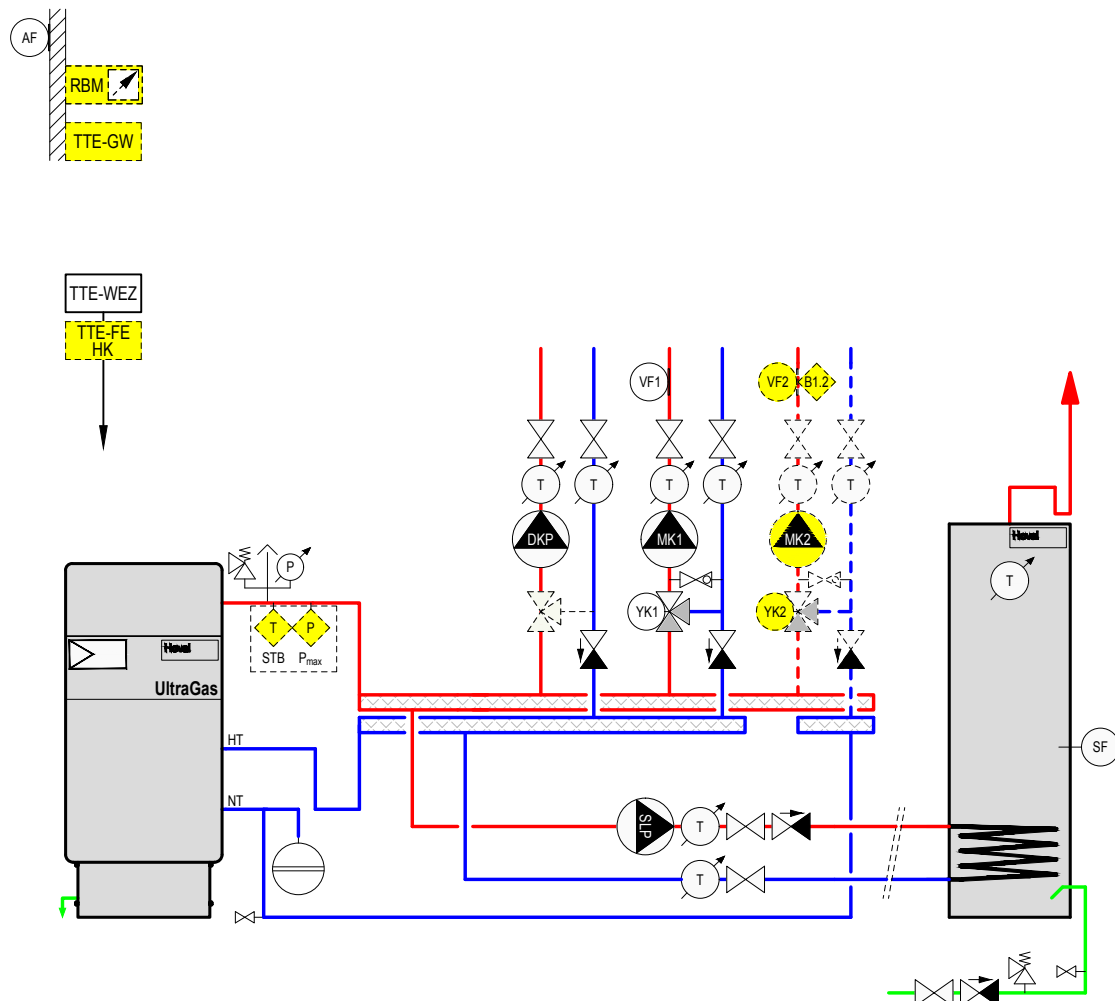 AF
RBM
TTE-GW
TTE-WEZ
TTE-FE
HK
VF1
VF2
B1.2
T
T
T
T
T
T
DKP
MK1
MK2
P
Hoval
T
YK1
YK2
T
P
STB
Pmax
Hoval
UltraGas
HT
SF
NT
SLP
T
T